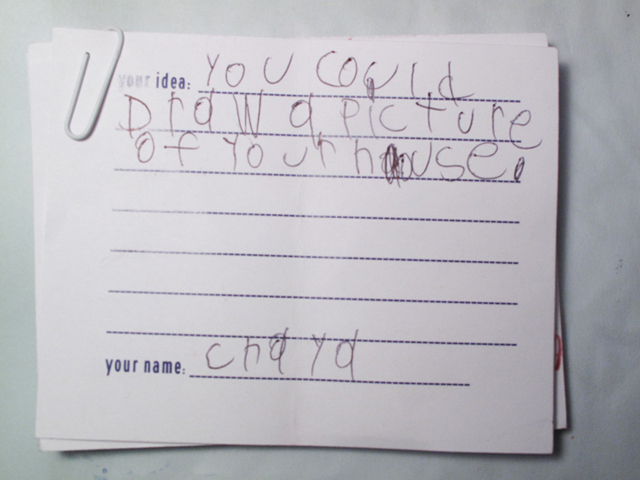 your idea: You Could
Draw a picture
of your house.
your name: chaya